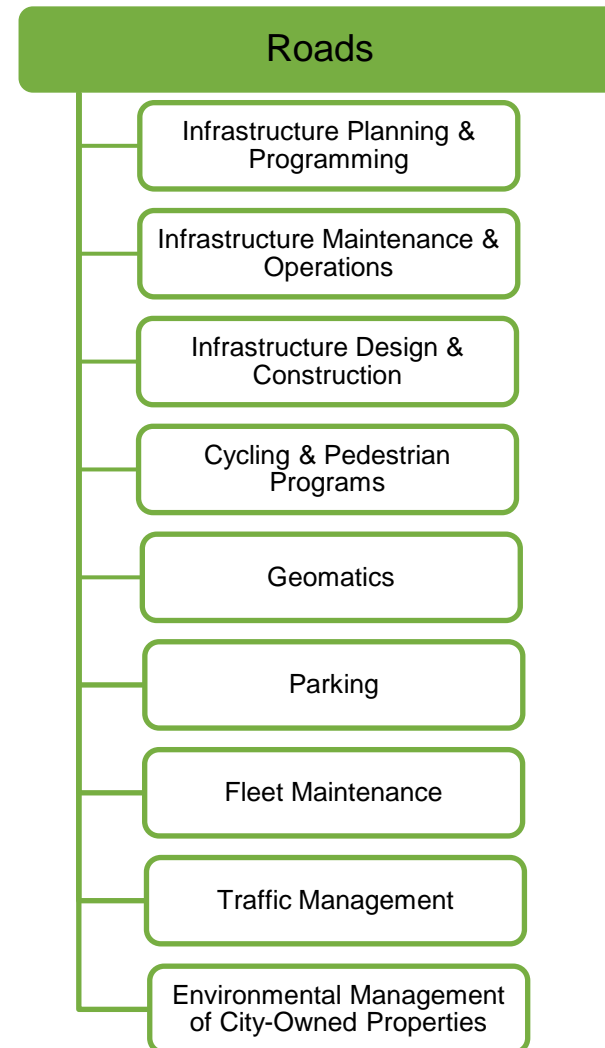 Roads
Infrastructure Planning &
Programming
Infrastructure Maintenance &
Operations
Infrastructure Design &
Construction
Cycling & Pedestrian
Programs
Geomatics
Parking
Fleet Maintenance
Traffic Management
Environmental Management
of City-Owned Properties